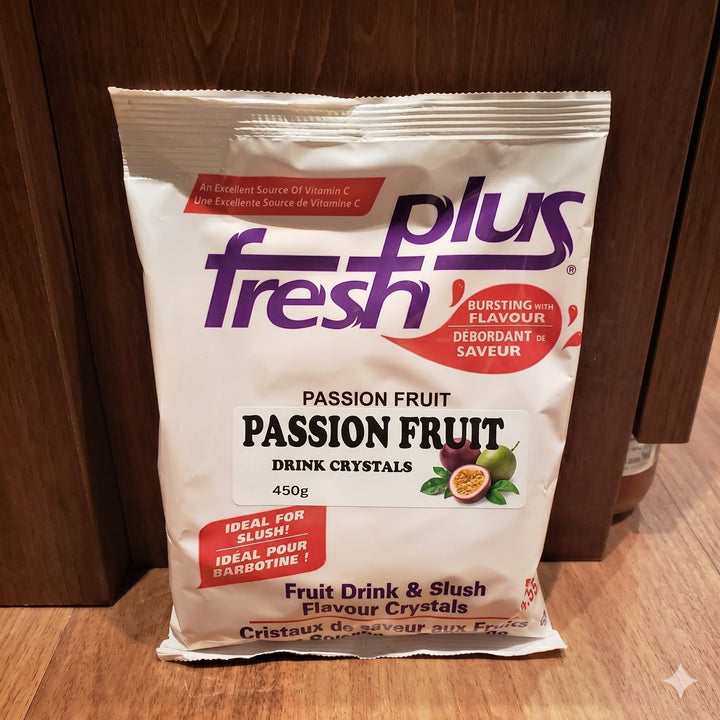 An Excellent Source Of Vitamin C
Une Excellente Source de Vitamine C
plus
fresh
®
BURSTING WITH
FLAVOUR
DÉBORDANT DE
SAVEUR
PASSION FRUIT
PASSION FRUIT
DRINK CRYSTALS
450g
IDEAL FOR
SLUSH!
IDÉAL POUR
BARBOTINE !
Fruit Drink & Slush
Flavour Crystals
Cristaux de saveur aux Fruits